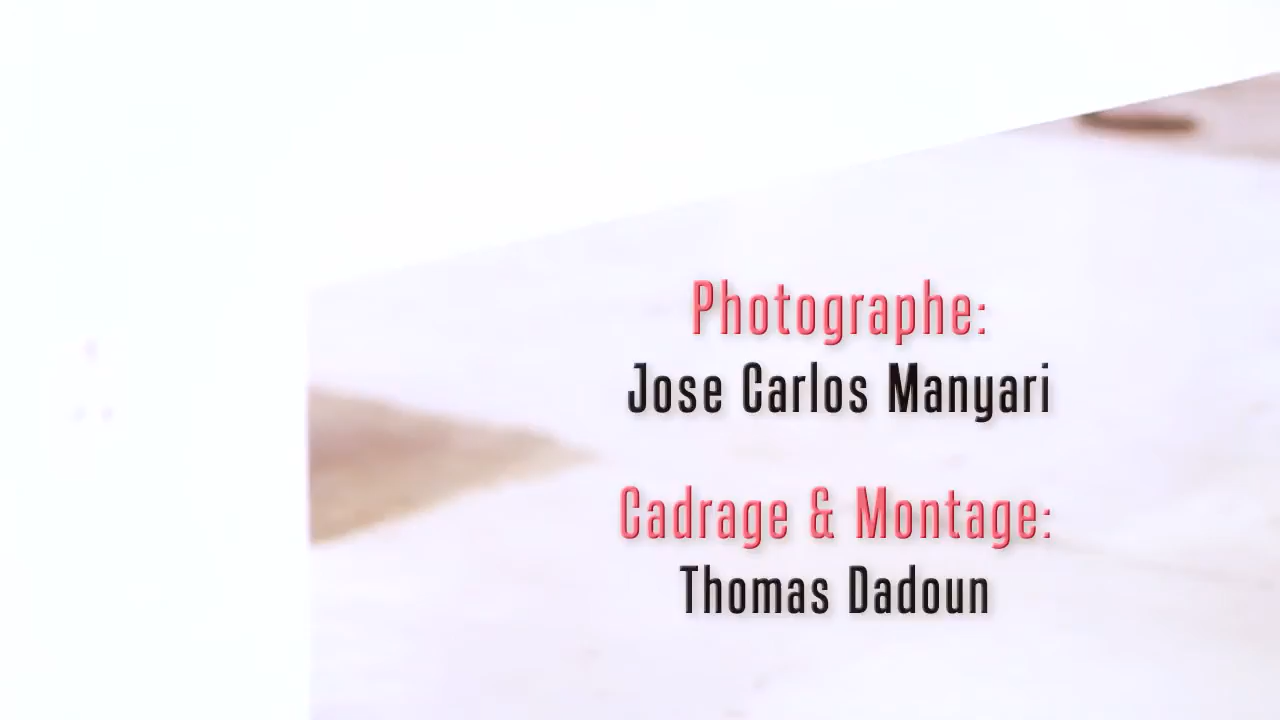 Photographe:
Jose Carlos Manyari
Cadrage & Montage:
Thomas Dadoun